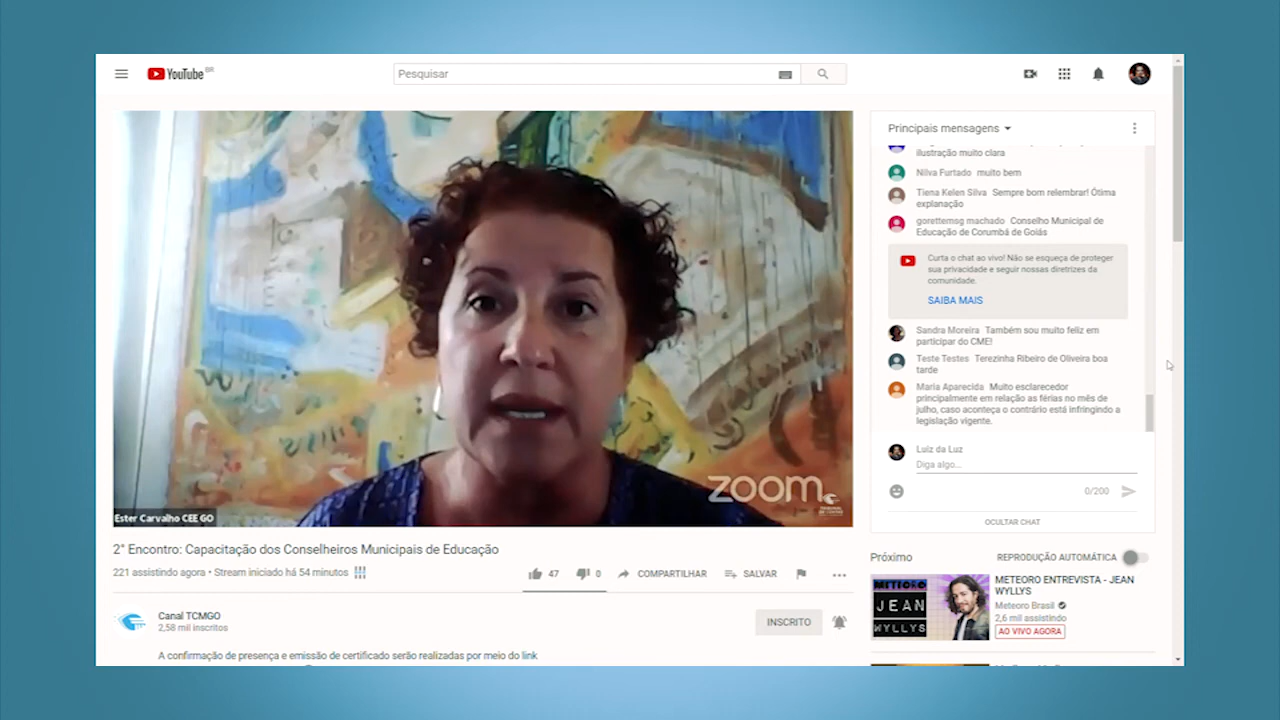 YouTube BR
Pesquisar
Principais mensagens
ilustração muito clara
Nilva Furtado muito bem
Tiena Kelen Silva Sempre bom relembrar! Ótima
explanação
gorettemsg machado Conselho Municipal de
Educação de Corumbá de Goiás
Curta o chat ao vivo! Não se esqueça de proteger
sua privacidade e seguir nossas diretrizes da
comunidade.
SAIBA MAIS
Sandra Moreira Também sou muito feliz em
participar do CME!
Teste Testes Terezinha Ribeiro de Oliveira boa
tarde
Maria Aparecida Muito esclarecedor
principalmente em relação as férias no mês de
julho, caso aconteça o contrário está infringindo a
legislação vigente.
Luiz da Luz
Diga algo...
0/200
OCULTAR CHAT
zoom
Ester Carvalho CEE GO
2° Encontro: Capacitação dos Conselheiros Municipais de Educação
221 assistindo agora • Stream iniciado há 54 minutos
47
0
COMPARTILHAR
SALVAR
Canal TCMGO
2,58 mil inscritos
INSCRITO
A confirmação de presença e emissão de certificado serão realizadas por meio do link
Próximo
REPRODUÇÃO AUTOMÁTICA
METEORO
JEAN
WYLLYS
METEORO ENTREVISTA - JEAN
WYLLYS
Meteoro Brasil
2,6 mil assistindo
AO VIVO AGORA